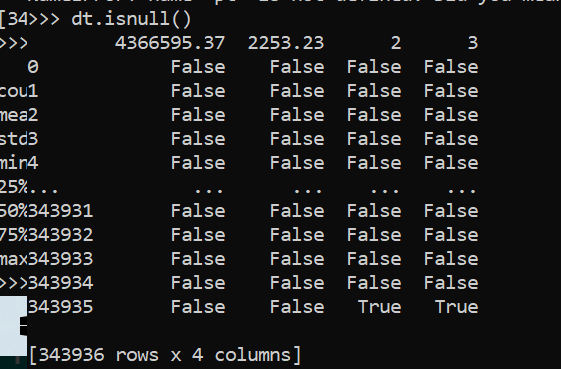 [34>>> dt.isnull()
>>> 4366595.37 2253.23 2 3
0 False False False False
cou1 False False False False
mea2 False False False False
std3 False False False False
min4 False False False False
25%... ... ... ... ...
50%343931 False False False False
75%343932 False False False False
max343933 False False False False
>>>343934 False False False False
343935 False False True True
[343936 rows x 4 columns]